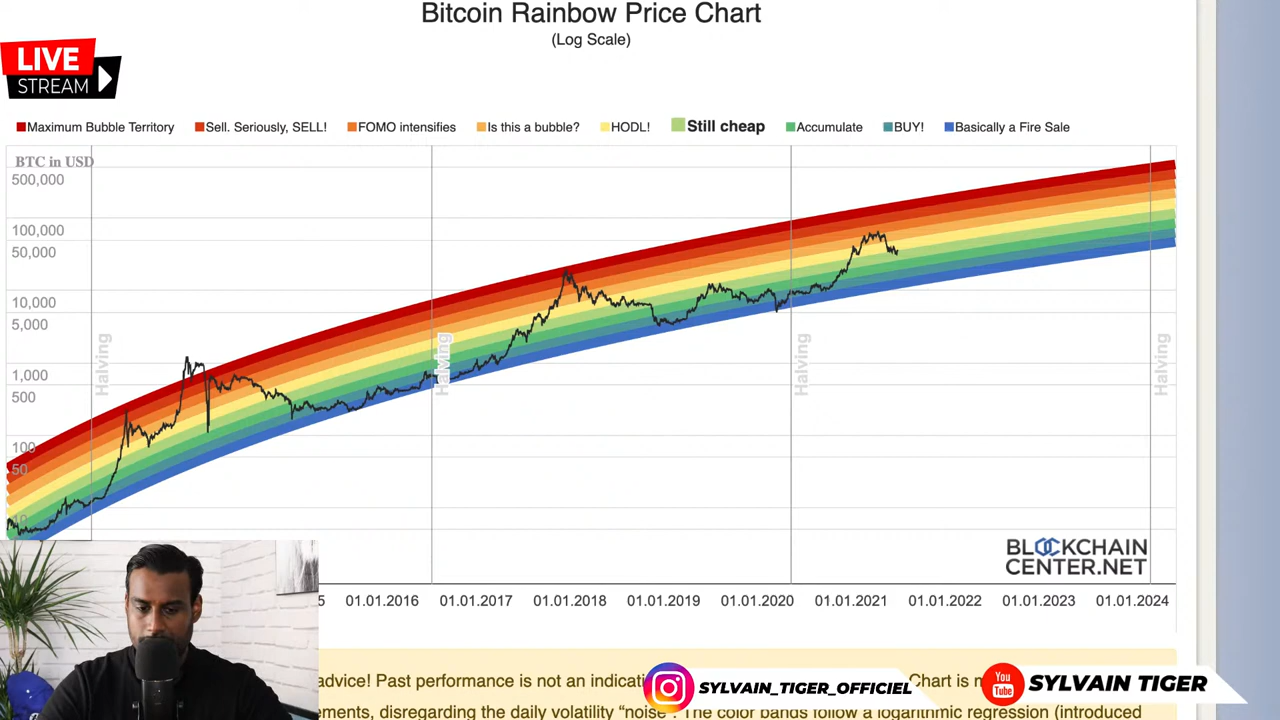 Bitcoin Rainbow Price Chart
(Log Scale)
LIVE
STREAM
Maximum Bubble Territory Sell. Seriously, SELL! FOMO intensifies Is this a bubble? HODL! Still cheap Accumulate BUY! Basically a Fire Sale
BTC in USD
500,000
100,000
50,000
10,000
5,000
1,000
500
100
50
10
Halving
Halving
Halving
Halving
BLOCKCHAIN
CENTER.NET
5 01.01.2016 01.01.2017 01.01.2018 01.01.2019 01.01.2020 01.01.2021 01.01.2022 01.01.2023 01.01.2024
advice! Past performance is not an Chart is
SYLVAIN_TIGER_OFFICIEL
You
Tube
SYLVAIN TIGER
disregarding the daily volatility “noise”. The color bands follow a logarithmic regression (introduced